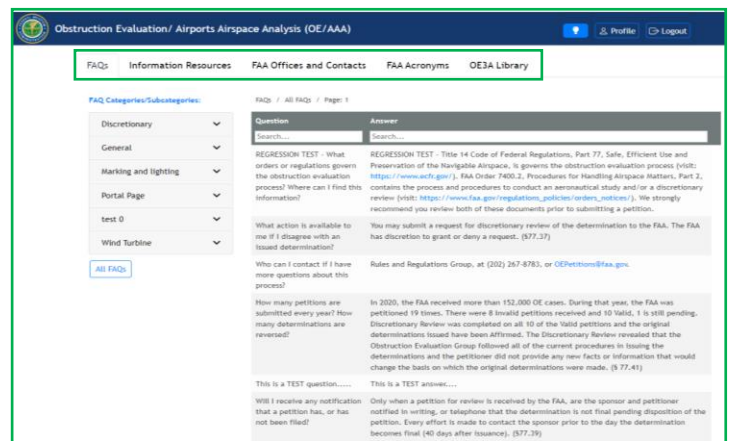 Obstruction Evaluation/ Airports Airspace Analysis (OE/AAA)
Profile
Logout
FAQs Information Resources FAA Offices and Contacts FAA Acronyms OE3A Library
FAQ Categories/Subcategories:
Discretionary
General
Marking and lighting
Portal Page
test 0
Wind Turbine
All FAQs
FAQs / All FAQs / Page: 1
Question Answer
Search... Search...
REGRESSION TEST - What
orders or regulations govern
the obstruction evaluation
process? Where can I find this
information?
REGRESSION TEST - Title 14 Code of Federal Regulations, Part 77, Safe, Efficient Use and
Preservation of the Navigable Airspace, is governs the obstruction evaluation process (visit:
https://www.ecfr.gov/). FAA Order 7400.2, Procedures for Handling Airspace Matters, Part 2,
contains the process and procedures to conduct an aeronautical study and/or a discretionary
review (visit: https://www.faa.gov/regulations_policies/orders_notices/). We strongly
recommend you review both of these documents prior to submitting a petition.
What action is available to
me if I disagree with an
issued determination?
You may submit a request for discretionary review of the determination to the FAA. The FAA
has discretion to grant or deny a request. (§77.37)
Who can I contact if I have
more questions about this
process?
Rules and Regulations Group, at (202) 267-8783, or OEPetitions@faa.gov.
How many petitions are
submitted every year? How
many determinations are
reversed?
In 2020, the FAA received more than 152,000 OE cases. During that year, the FAA was
petitioned 19 times. There were 8 Invalid petitions received and 10 Valid, 1 is still pending.
Discretionary Review was completed on all 10 of the Valid petitions and the original
determinations issued have been Affirmed. The Discretionary Review revealed that the
Obstruction Evaluation Group followed all of the current procedures in issuing the
determinations and the petitioner did not provide any new facts or information that would
change the basis on which the original determinations were made. (§ 77.41)
This is a TEST question.....
This is a TEST answer....
Will I receive any notification
that a petition has, or has
not been filed?
Only when a petition for review is received by the FAA, are the sponsor and petitioner
notified in writing, or telephone that the determination is not final pending disposition of the
petition. Every effort is made to contact the sponsor prior to the day the determination
becomes final (40 days after issuance). (§77.39)